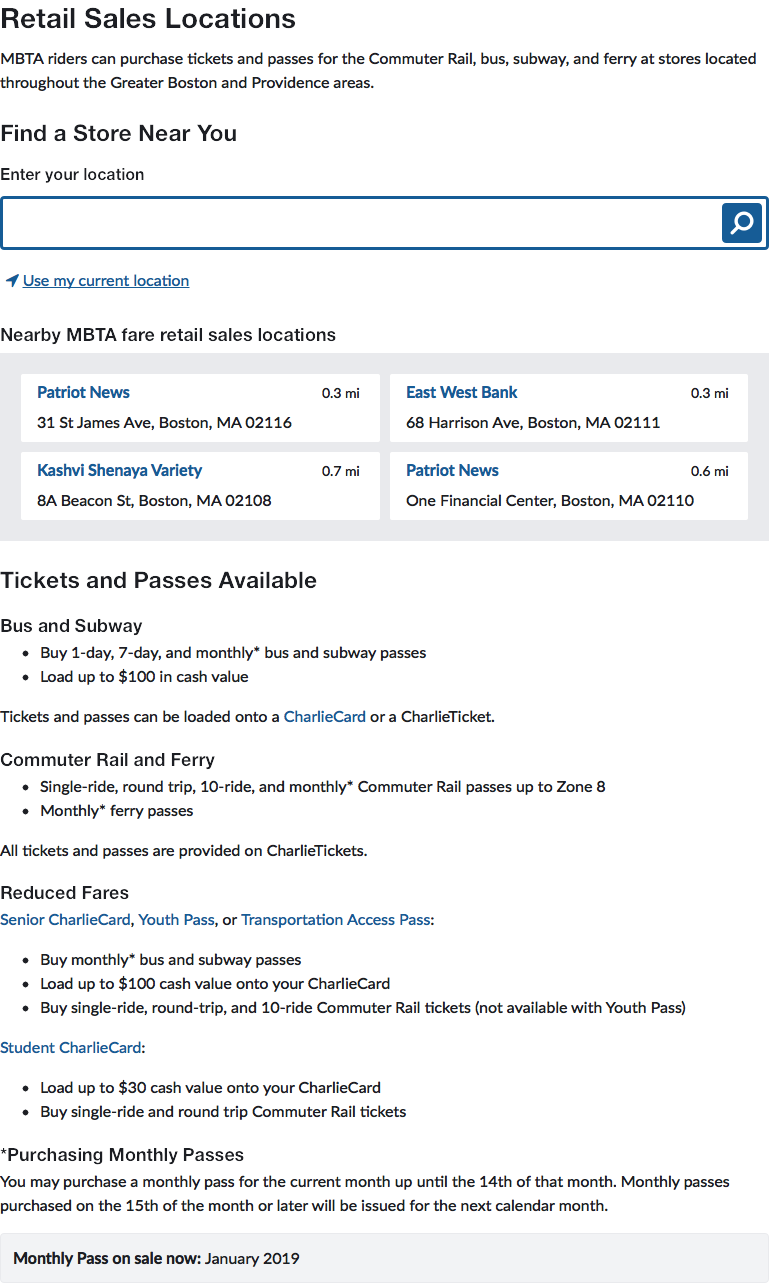 Retail Sales Locations
MBTA riders can purchase tickets and passes for the Commuter Rail, bus, subway, and ferry at stores located
throughout the Greater Boston and Providence areas.
Find a Store Near You
Enter your location
Use my current location
Nearby MBTA fare retail sales locations
Patriot News 0.3 mi
31 St James Ave, Boston, MA 02116
East West Bank 0.3 mi
68 Harrison Ave, Boston, MA 02111
Kashvi Shenaya Variety 0.7 mi
8A Beacon St, Boston, MA 02108
Patriot News 0.6 mi
One Financial Center, Boston, MA 02110
Tickets and Passes Available
Bus and Subway
• Buy 1-day, 7-day, and monthly* bus and subway passes
• Load up to $100 in cash value
Tickets and passes can be loaded onto a CharlieCard or a CharlieTicket.
Commuter Rail and Ferry
• Single-ride, round trip, 10-ride, and monthly* Commuter Rail passes up to Zone 8
• Monthly* ferry passes
All tickets and passes are provided on CharlieTickets.
Reduced Fares
Senior CharlieCard, Youth Pass, or Transportation Access Pass:
• Buy monthly* bus and subway passes
• Load up to $100 cash value onto your CharlieCard
• Buy single-ride, round-trip, and 10-ride Commuter Rail tickets (not available with Youth Pass)
Student CharlieCard:
• Load up to $30 cash value onto your CharlieCard
• Buy single-ride and round trip Commuter Rail tickets
*Purchasing Monthly Passes
You may purchase a monthly pass for the current month up until the 14th of that month. Monthly passes
purchased on the 15th of the month or later will be issued for the next calendar month.
Monthly Pass on sale now: January 2019